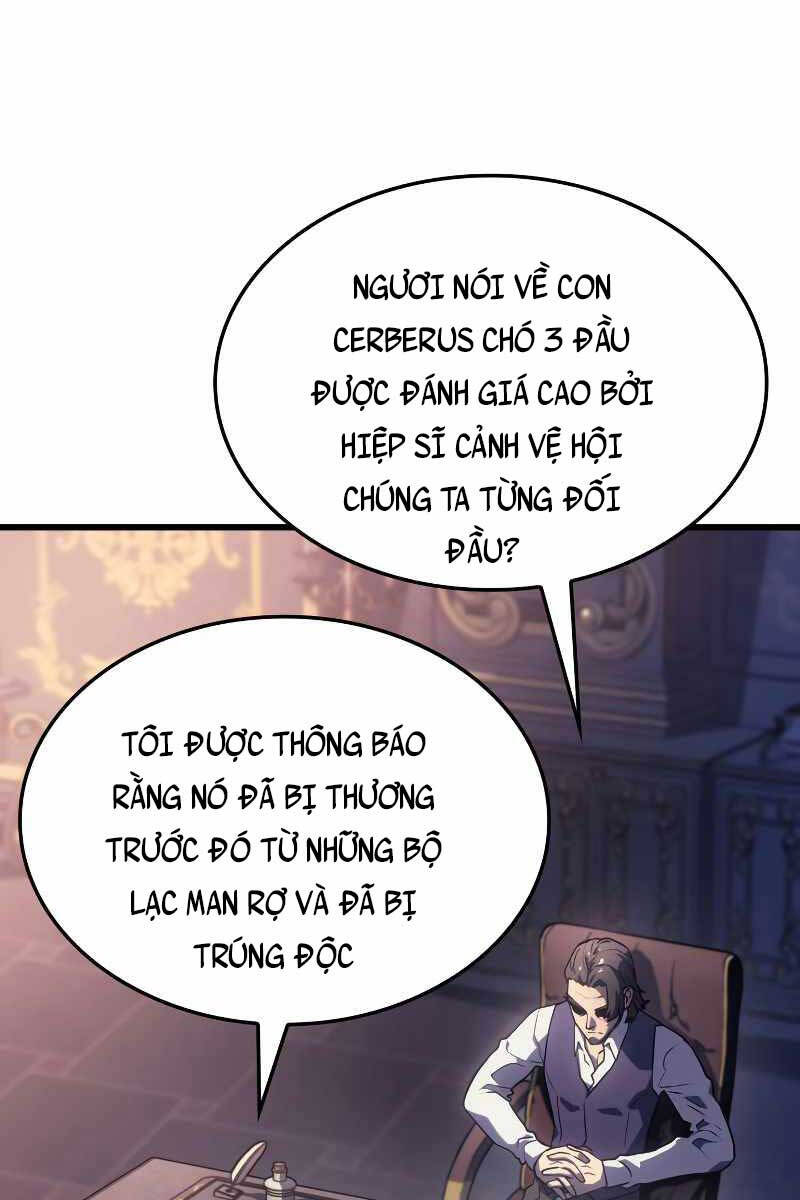 NGƯƠI NÓI VỀ CON
CERBERUS CHÓ 3 ĐẦU
ĐƯỢC ĐÁNH GIÁ CAO BỞI
HIỆP SĨ CẢNH VỆ HỘI
CHÚNG TA TỪNG ĐỐI
ĐẦU?
TÔI ĐƯỢC THÔNG BÁO
RẰNG NÓ ĐÃ BỊ THƯƠNG
TRƯỚC ĐÓ TỪ NHỮNG BỘ
LẠC MAN RỢ VÀ ĐÃ BỊ
TRÚNG ĐỘC